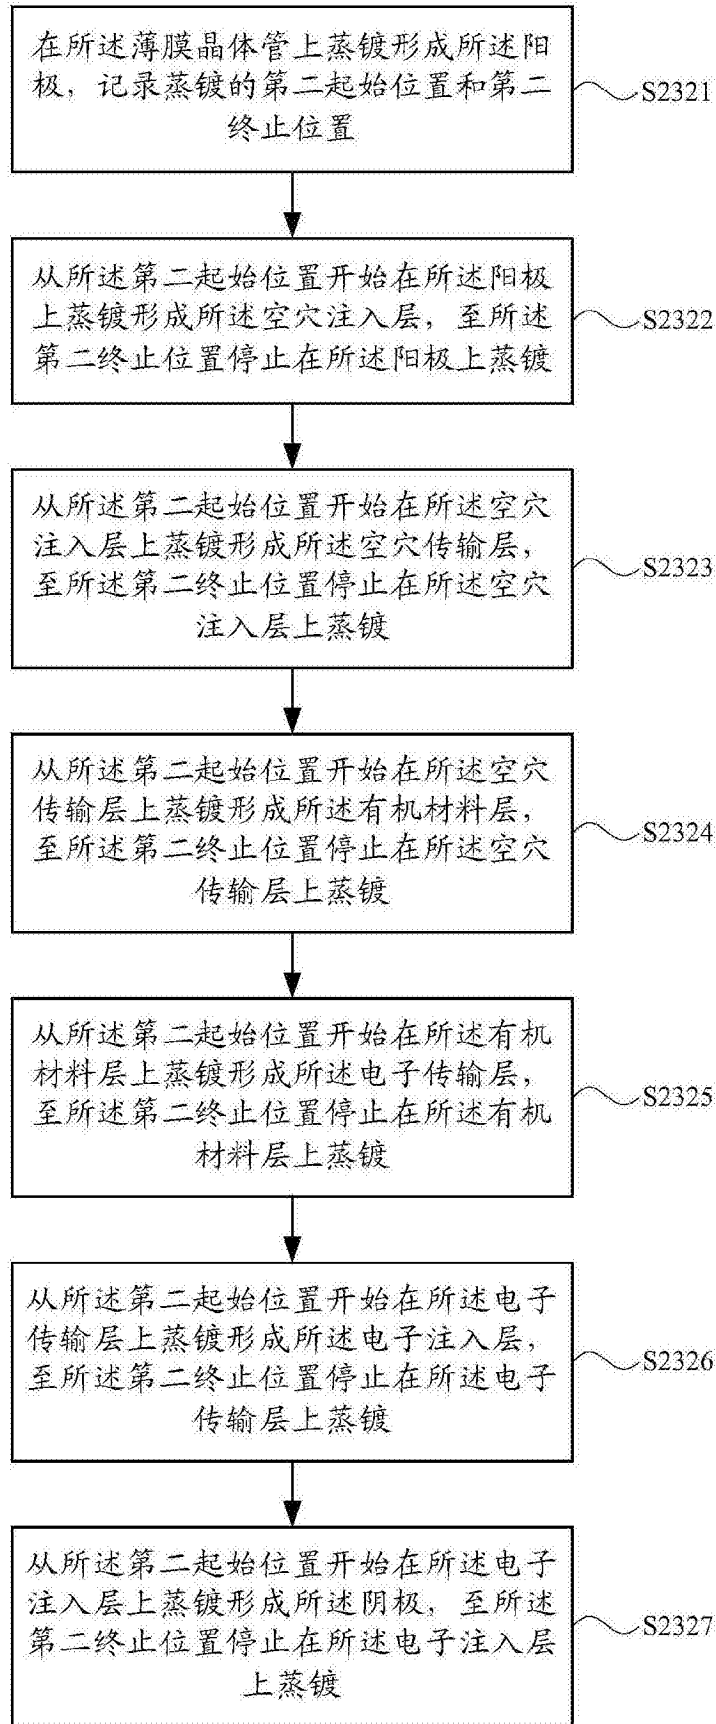 在所述薄膜晶体管上蒸镀形成所述阳
极，记录蒸镀的第二起始位置和第二
终止位置
S2321
从所述第二起始位置开始在所述阳极
上蒸镀形成所述空穴注入层，至所述
第二终止位置停止在所述阳极上蒸镀
S2322
从所述第二起始位置开始在所述空穴
注入层上蒸镀形成所述空穴传输层，
至所述第二终止位置停止在所述空穴
注入层上蒸镀
S2323
从所述第二起始位置开始在所述空穴
传输层上蒸镀形成所述有机材料层，
至所述第二终止位置停止在所述空穴
传输层上蒸镀
S2324
从所述第二起始位置开始在所述有机
材料层上蒸镀形成所述电子传输层，
至所述第二终止位置停止在所述有机
材料层上蒸镀
S2325
从所述第二起始位置开始在所述电子
传输层上蒸镀形成所述电子注入层，
至所述第二终止位置停止在所述电子
传输层上蒸镀
S2326
从所述第二起始位置开始在所述电子
注入层上蒸镀形成所述阴极，至所述
第二终止位置停止在所述电子注入层
上蒸镀
S2327